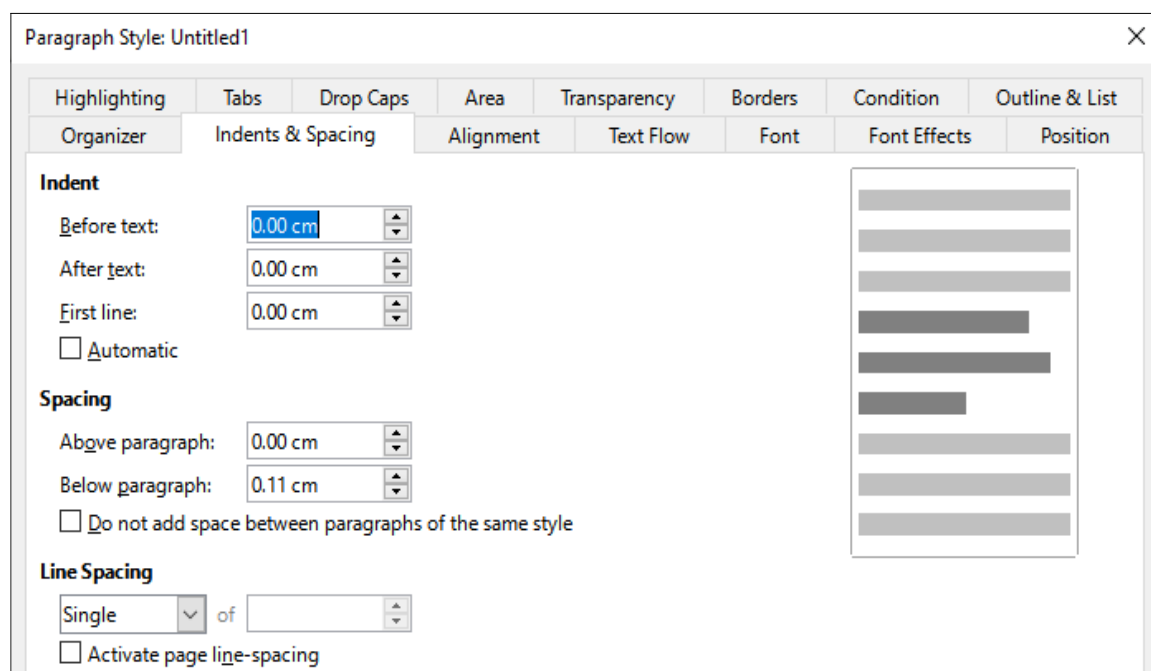 Paragraph Style: Untitled1
Highlighting Tabs Drop Caps Area Transparency Borders Condition Outline & List
Organizer Indents & Spacing Alignment Text Flow Font Font Effects Position
Indent
Before text: 0.00 cm
After text: 0.00 cm
First line: 0.00 cm
Automatic
Spacing
Above paragraph: 0.00 cm
Below paragraph: 0.11 cm
Do not add space between paragraphs of the same style
Line Spacing
Single of
Activate page line-spacing